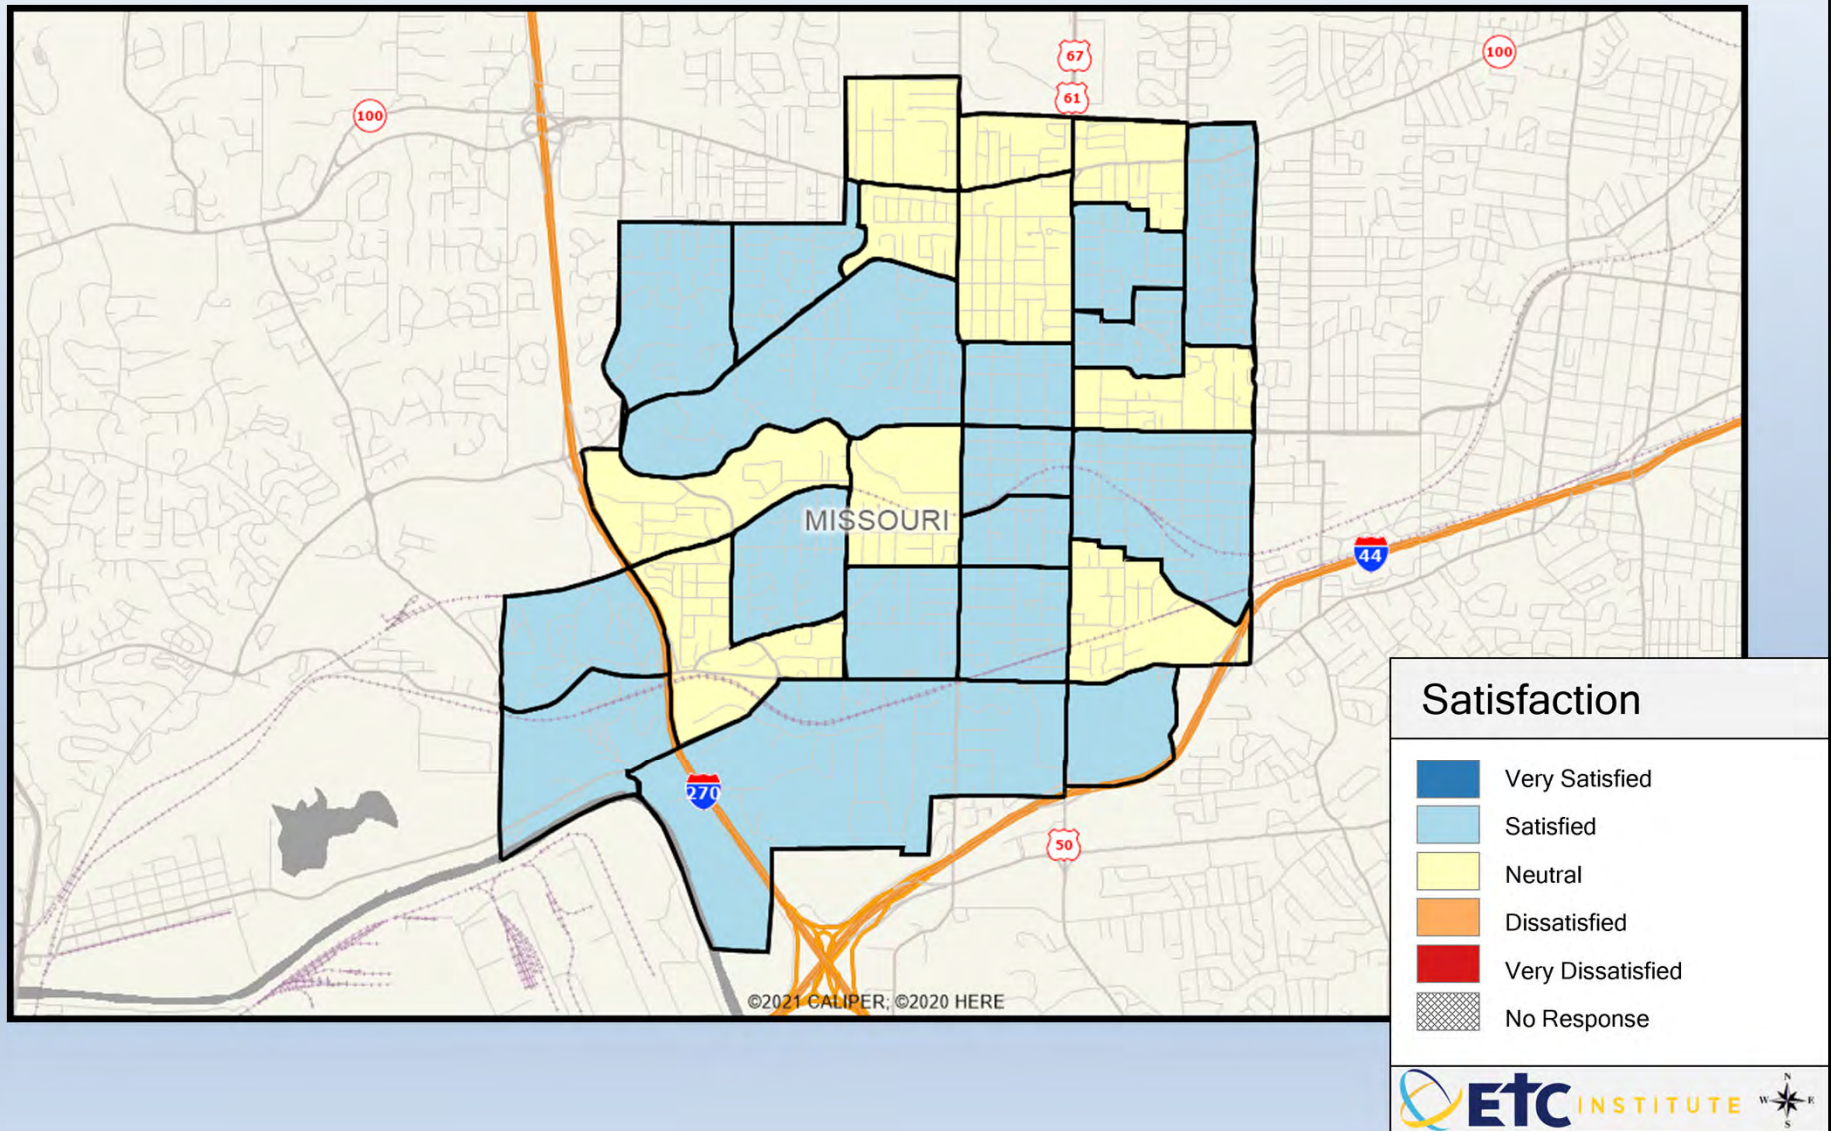 67
100
61
100
MISSOURI
44
270
50
©2021 CALIPER; ©2020 HERE
Satisfaction
Very Satisfied
Satisfied
Neutral
Dissatisfied
Very Dissatisfied
No Response
ETC INSTITUTE
N
W E
S